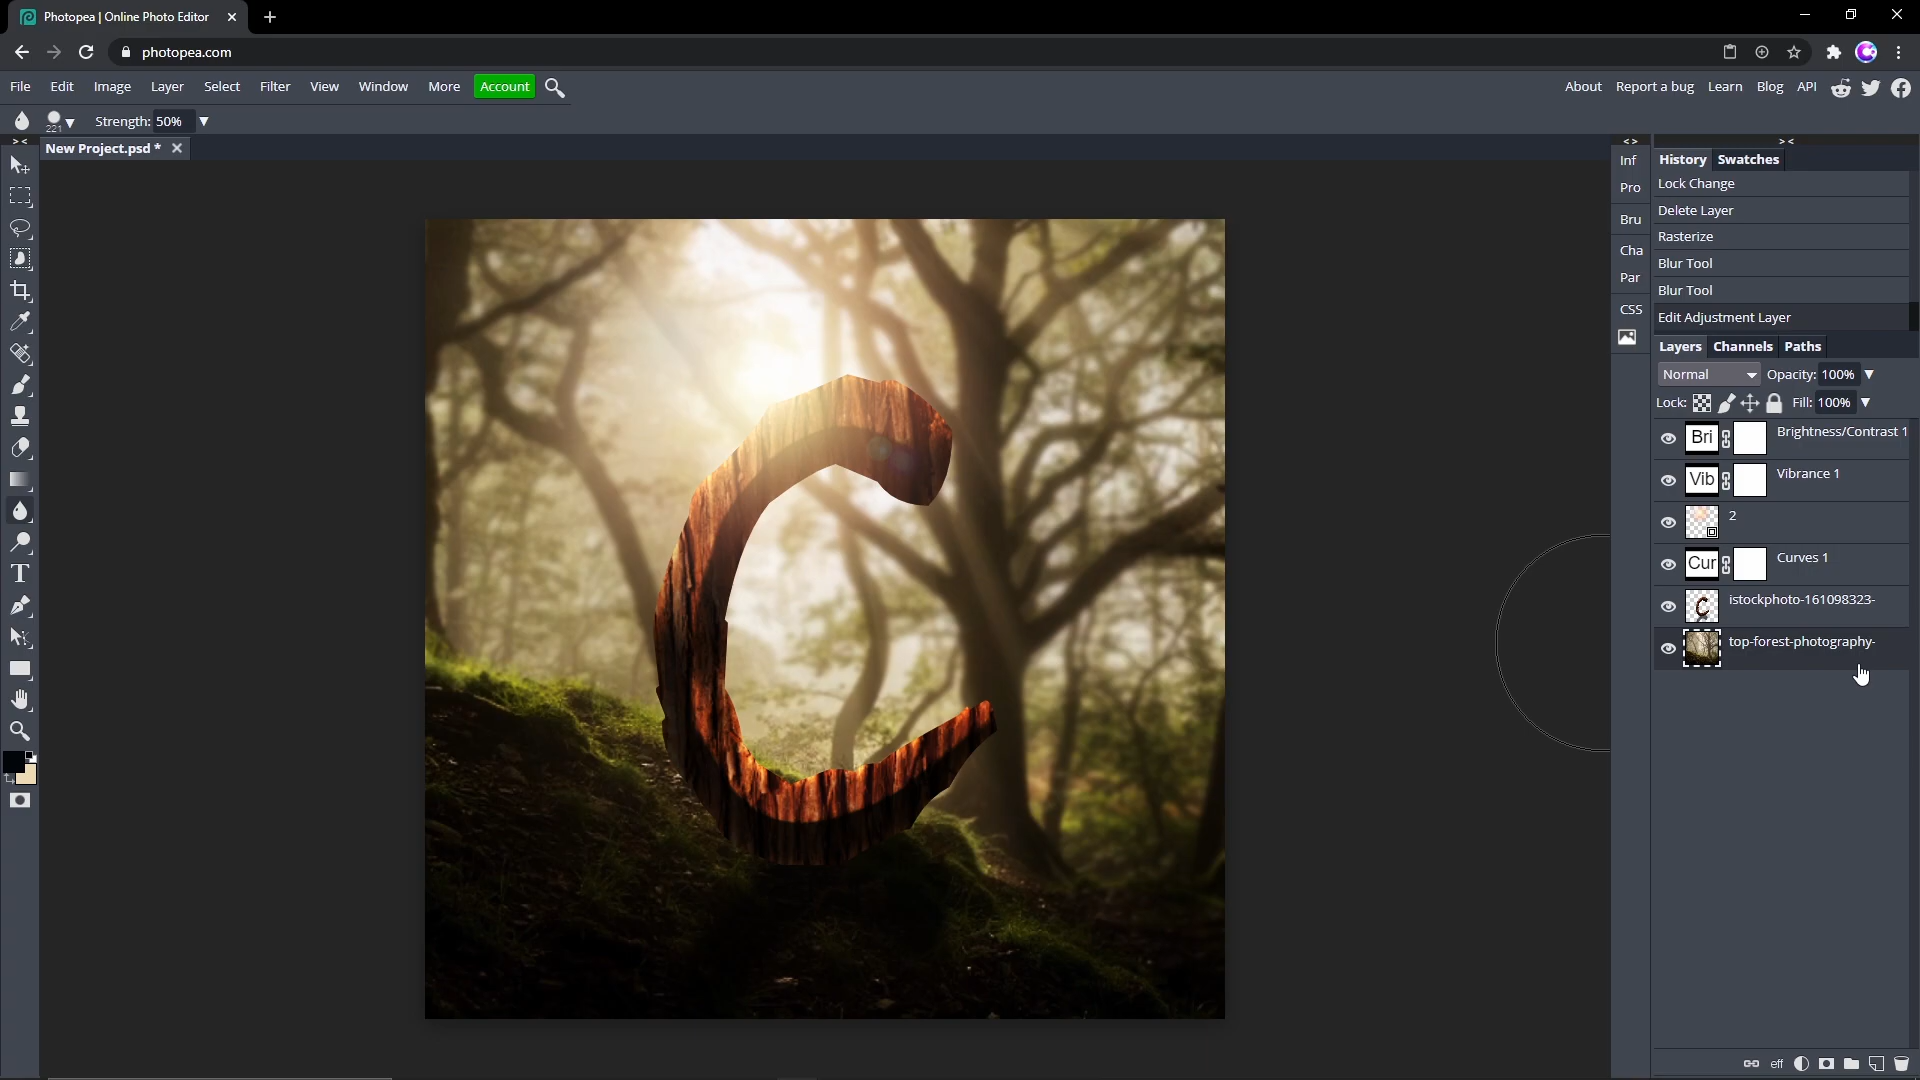 Photopea | Online Photo Editor
photopea.com
File Edit Image Layer Select Filter View Window More Account
About Report a bug Learn Blog API
221 Strength: 50%
New Project.psd *
Inf
Pro
Bru
Cha
Par
CSS
History Swatches
Lock Change
Delete Layer
Rasterize
Blur Tool
Blur Tool
Edit Adjustment Layer
Layers Channels Paths
Normal Opacity: 100%
Lock: Fill: 100%
Bri Brightness/Contrast 1
Vib Vibrance 1
2
Cur Curves 1
istockphoto-161098323-
top-forest-photography-
T
C
eff